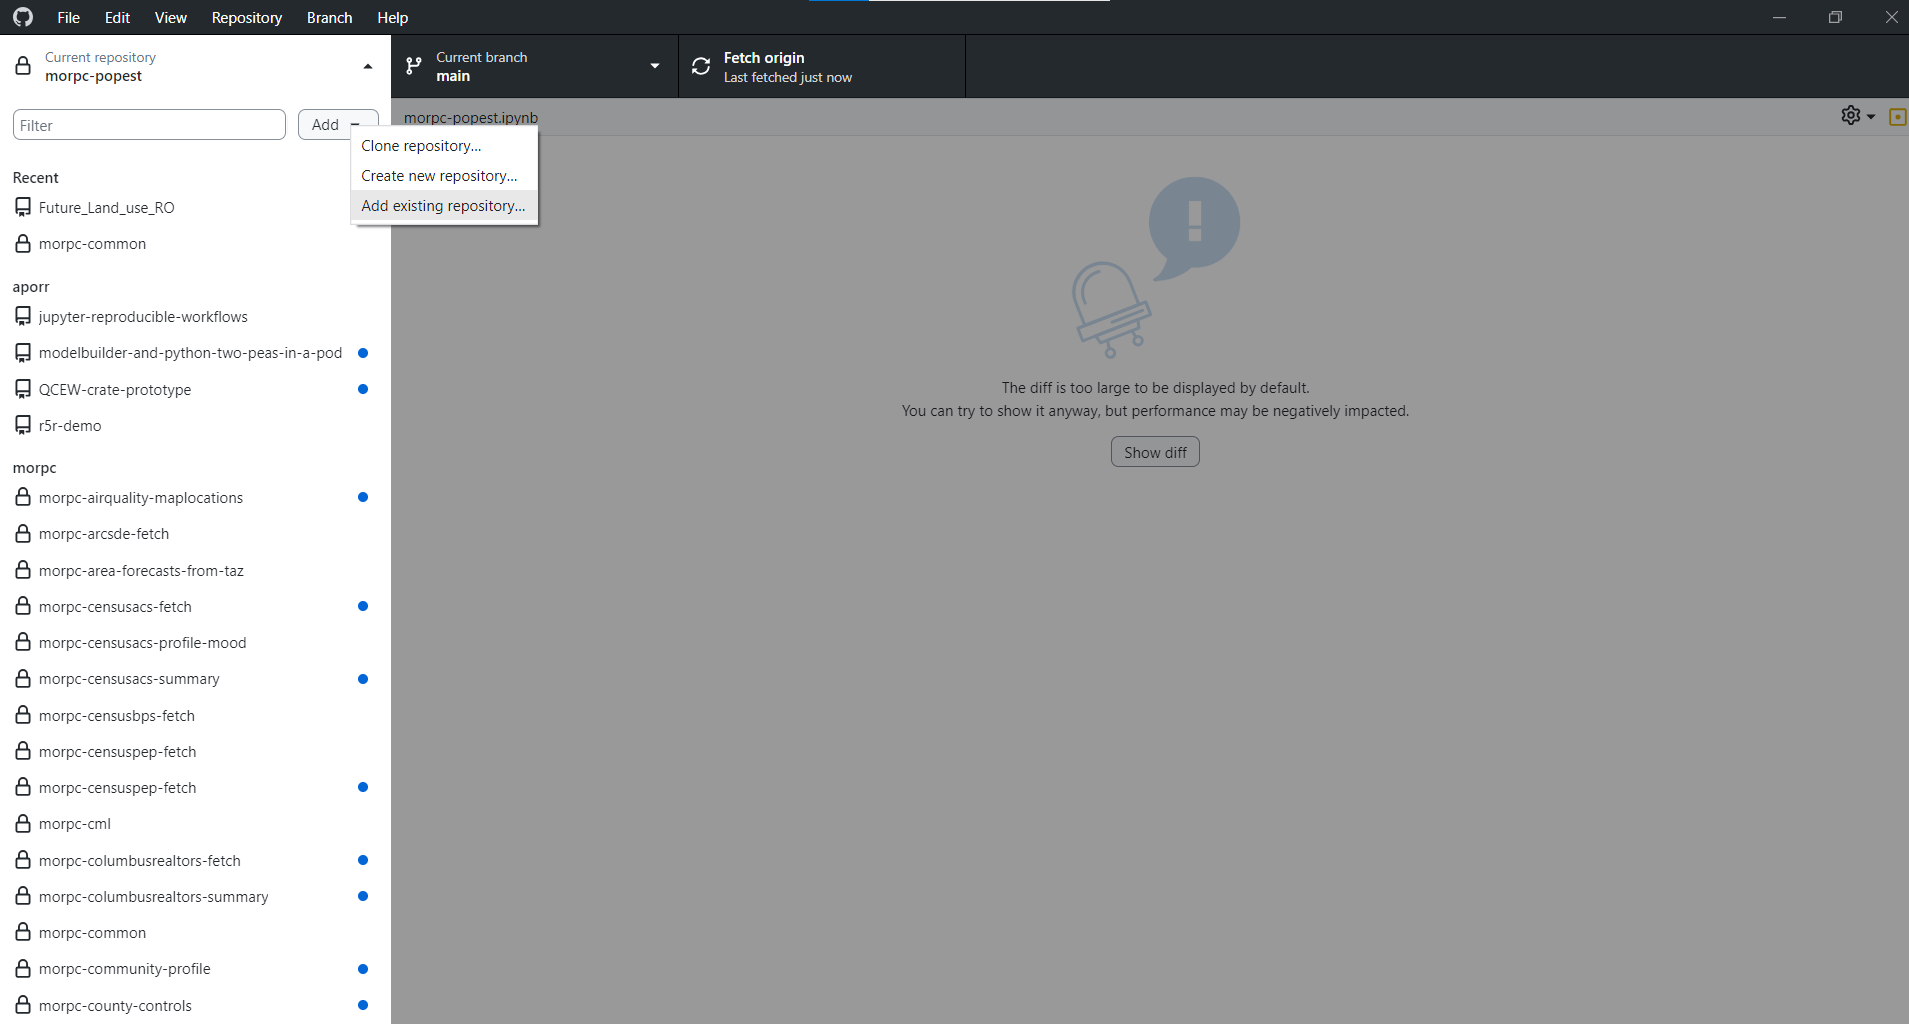 File Edit View Repository Branch Help
Current repository
morpc-popest
Current branch
main
Fetch origin
Last fetched just now
Filter
Add
morpc-popest.ipynb
Clone repository...
Create new repository...
Add existing repository...
Recent
Future_Land_use_RO
morpc-common
aporr
jupyter-reproducible-workflows
modelbuilder-and-python-two-peas-in-a-pod
QCEW-crate-prototype
r5r-demo
morpc
morpc-airquality-maplocations
morpc-arcsde-fetch
morpc-area-forecasts-from-taz
morpc-censusacs-fetch
morpc-censusacs-profile-mood
morpc-censusacs-summary
morpc-censusbps-fetch
morpc-censuspep-fetch
morpc-censuspep-fetch
morpc-cml
morpc-columbusrealtors-fetch
morpc-columbusrealtors-summary
morpc-common
morpc-community-profile
morpc-county-controls
The diff is too large to be displayed by default.
You can try to show it anyway, but performance may be negatively impacted.
Show diff